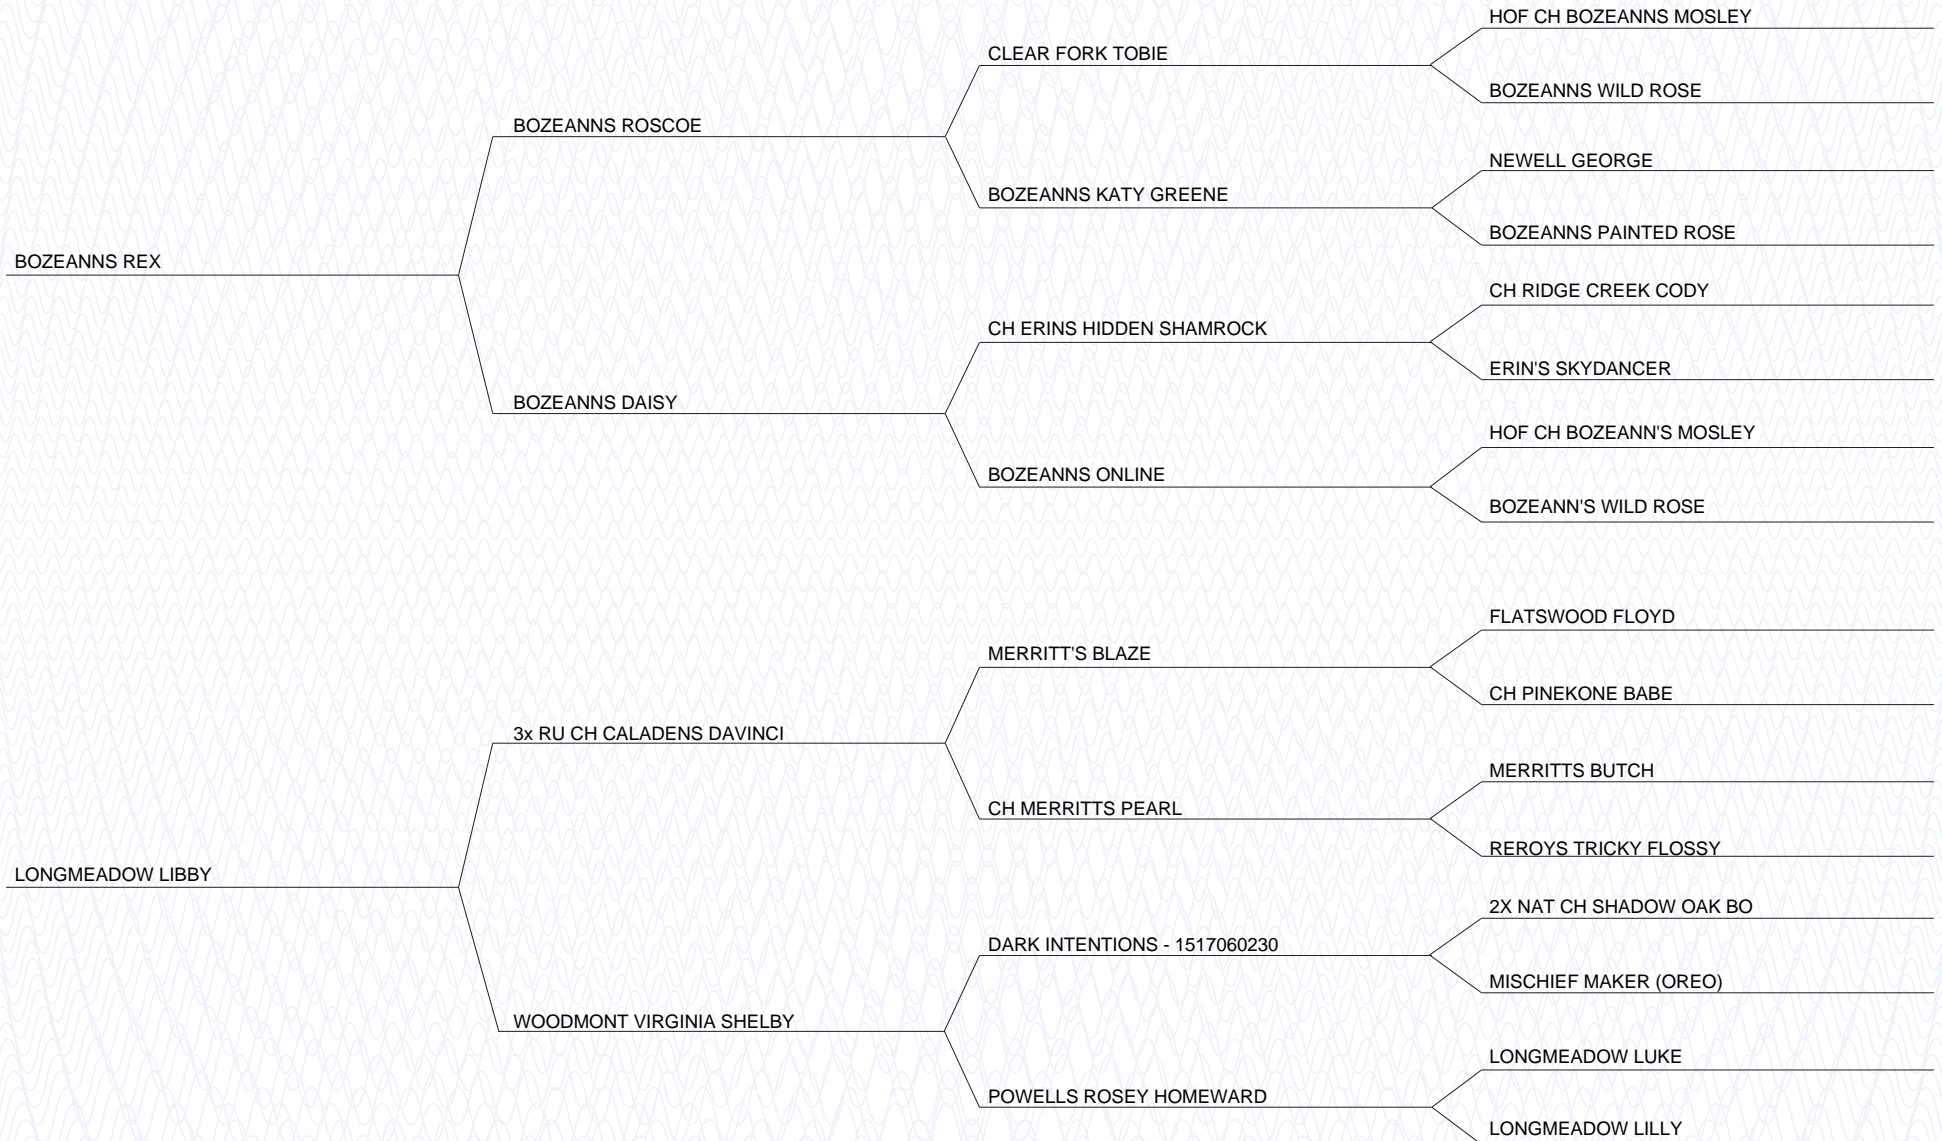 HOF CH BOZEANNS MOSLEY
CLEAR FORK TOBIE
BOZEANNS WILD ROSE
BOZEANNS ROSCOE
NEWELL GEORGE
BOZEANNS KATY GREENE
BOZEANNS PAINTED ROSE
BOZEANNS REX
CH RIDGE CREEK CODY
CH ERINS HIDDEN SHAMROCK
ERIN'S SKYDANCER
BOZEANNS DAISY
HOF CH BOZEANN'S MOSLEY
BOZEANNS ONLINE
BOZEANN'S WILD ROSE
FLATSWOOD FLOYD
MERRITT'S BLAZE
CH PINEKONE BABE
3x RU CH CALADENS DAVINCI
MERRITTS BUTCH
CH MERRITTS PEARL
REROYS TRICKY FLOSSY
LONGMEADOW LIBBY
2X NAT CH SHADOW OAK BO
DARK INTENTIONS - 1517060230
MISCHIEF MAKER (OREO)
WOODMONT VIRGINIA SHELBY
LONGMEADOW LUKE
POWELLS ROSEY HOMEWARD
LONGMEADOW LILLY